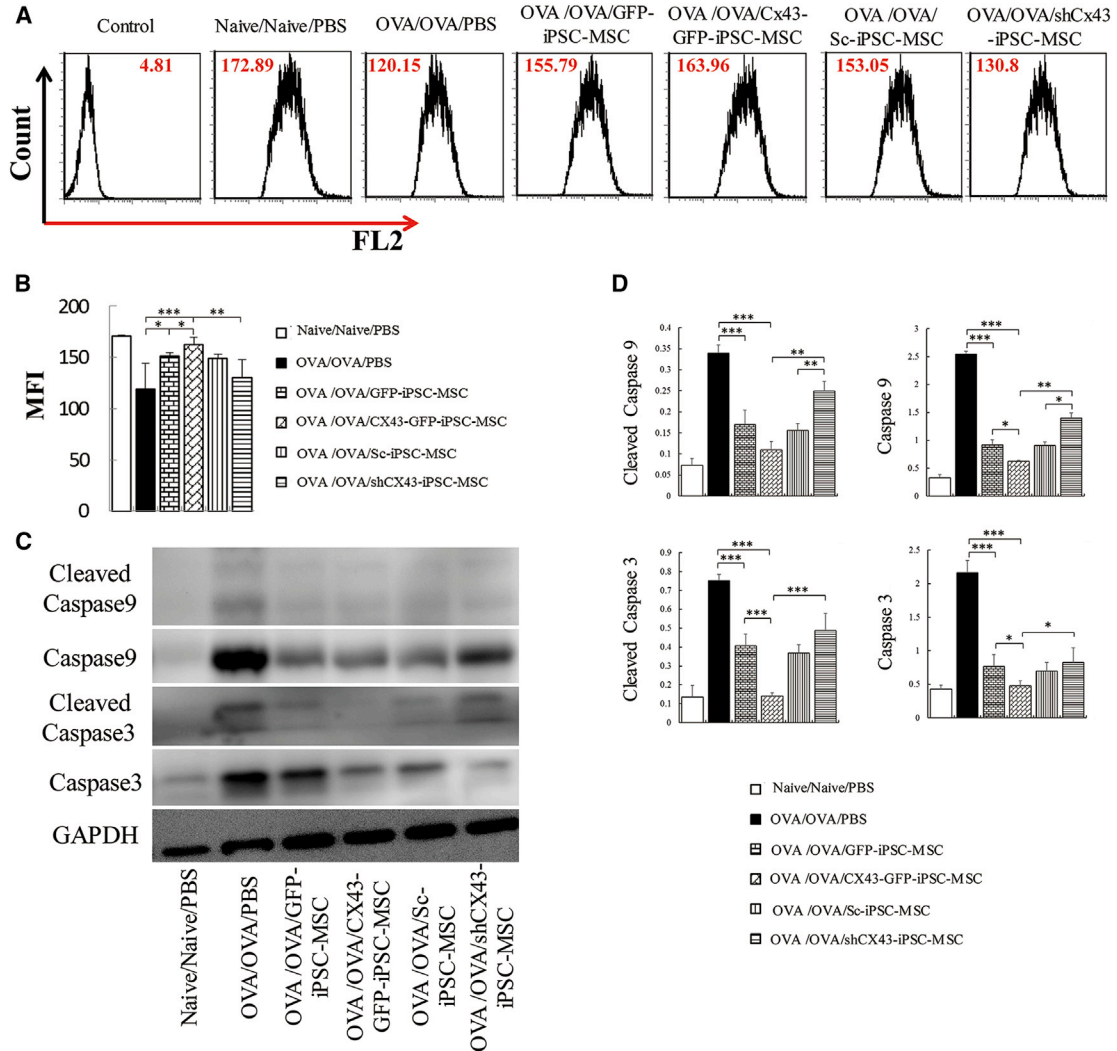 A
Control
Naive/Naive/PBS
OVA/OVA/PBS
OVA /OVA/GFP-
iPSC-MSC
OVA /OVA/Cx43-
GFP-iPSC-MSC
OVA /OVA/
Sc-iPSC-MSC
OVA/OVA/shCx43
-iPSC-MSC
4.81
172.89
120.15
155.79
163.96
153.05
130.8
Count
FL2
B
MFI
200
150
100
50
0
***
**
*
*
Naive/Naive/PBS
OVA/OVA/PBS
OVA /OVA/GFP-iPSC-MSC
OVA /OVA/CX43-GFP-iPSC-MSC
OVA /OVA/Sc-iPSC-MSC
OVA /OVA/shCX43-iPSC-MSC
C
Cleaved
Caspase9
Caspase9
Cleaved
Caspase3
Caspase3
GAPDH
Naive/Naive/PBS
OVA/OVA/PBS
OVA /OVA/GFP-
iPSC-MSC
OVA /OVA/CX43-
GFP-iPSC-MSC
OVA /OVA/Sc-
iPSC-MSC
OVA /OVA/shCX43-
iPSC-MSC
D
Cleaved Caspase 9
0.4
0.35
0.3
0.25
0.2
0.15
0.1
0.05
0
***
***
**
**
Caspase 9
3
2.5
2
1.5
1
0.5
0
***
***
**
*
*
Cleaved Caspase 3
0.9
0.8
0.7
0.6
0.5
0.4
0.3
0.2
0.1
0
***
***
***
***
Caspase 3
2.5
2
1.5
1
0.5
0
***
***
*
*
Naive/Naive/PBS
OVA/OVA/PBS
OVA /OVA/GFP-iPSC-MSC
OVA /OVA/CX43-GFP-iPSC-MSC
OVA /OVA/Sc-iPSC-MSC
OVA /OVA/shCX43-iPSC-MSC